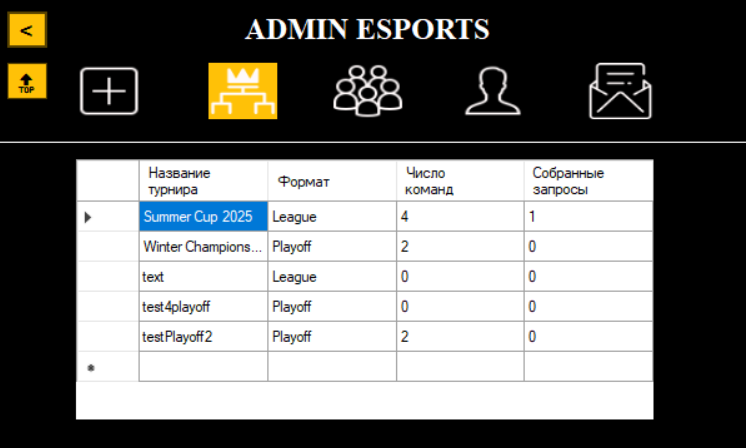 <
ADMIN ESPORTS
TOP
Название турнира Формат Число команд Собранные запросы
Summer Cup 2025 League 4 1
Winter Champions... Playoff 2 0
text League 0 0
test4playoff Playoff 0 0
testPlayoff2 Playoff 2 0